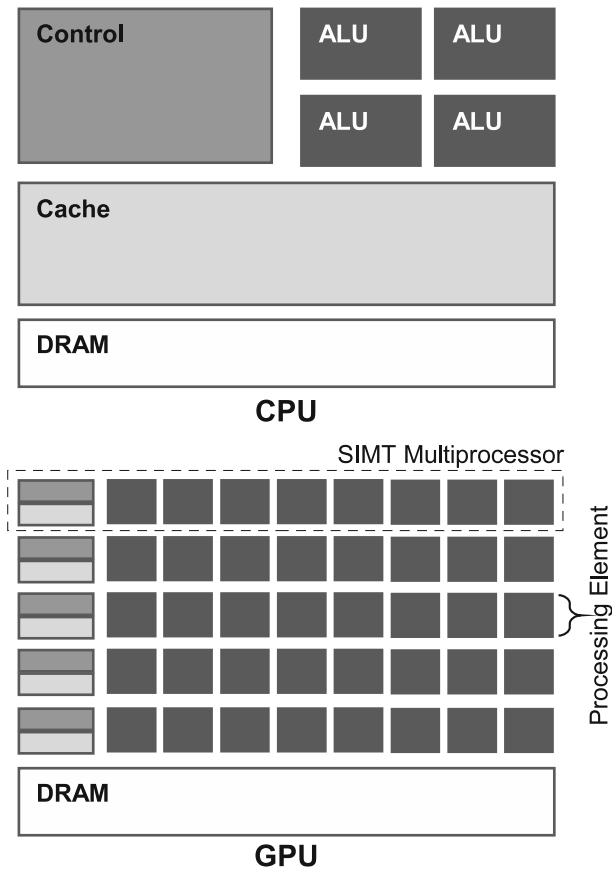 Control
ALU
ALU
ALU
ALU
Cache
DRAM
CPU
SIMT Multiprocessor
Processing Element
DRAM
GPU